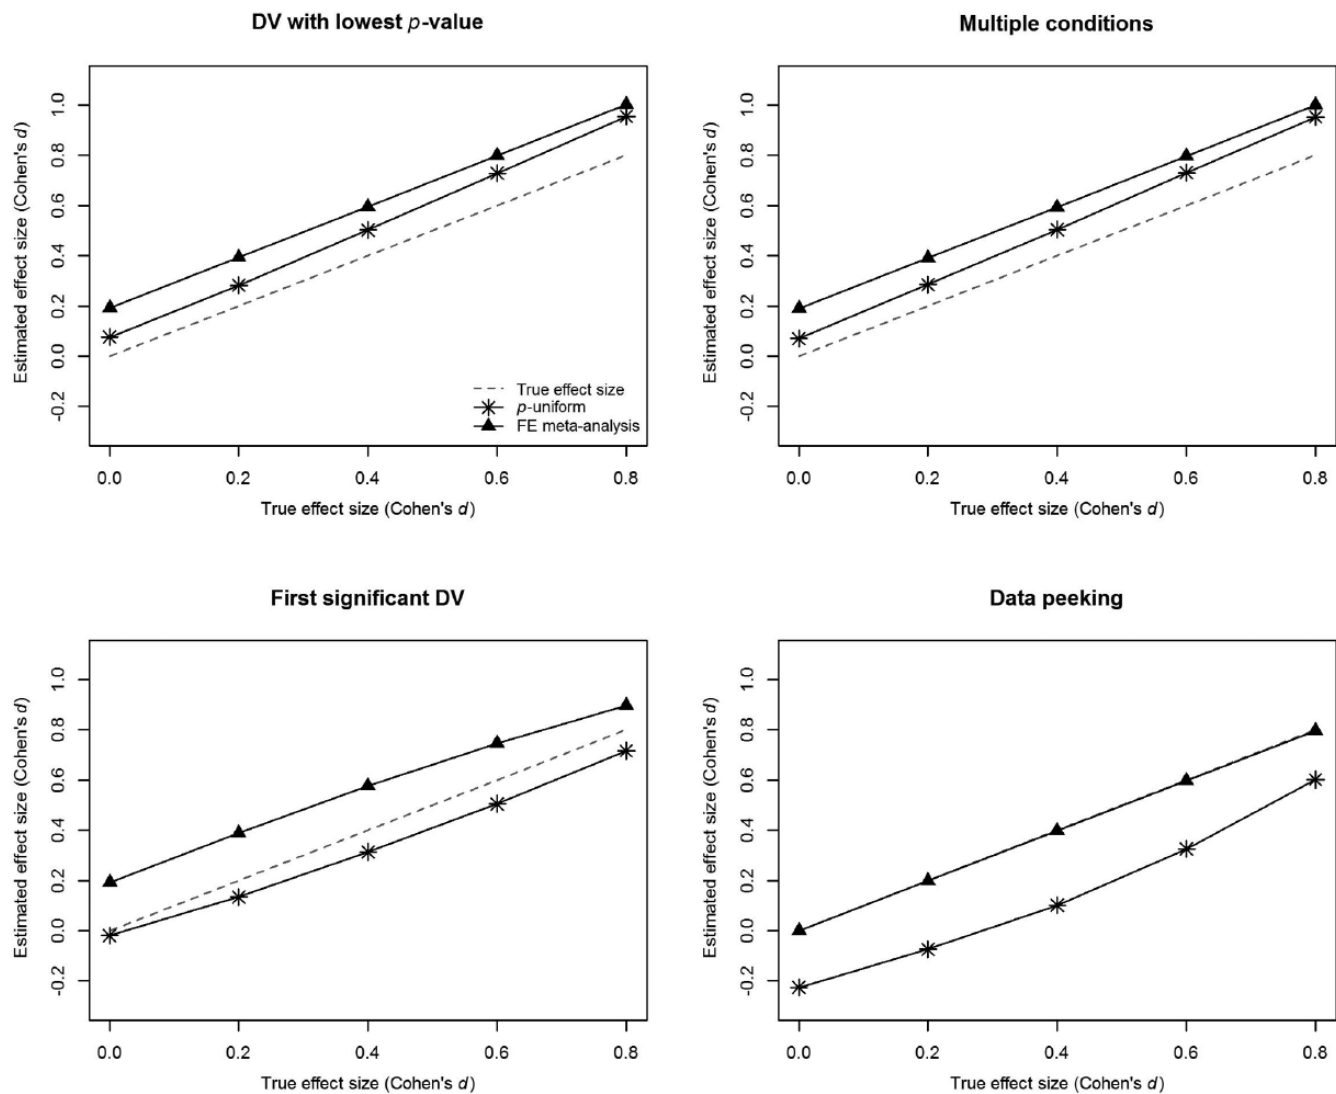 DV with lowest p-value
Estimated effect size (Cohen's d)
1.0
0.8
0.6
0.4
0.2
0.0
-0.2
True effect size
p-uniform
FE meta-analysis
0.0 0.2 0.4 0.6 0.8
True effect size (Cohen's d)
Multiple conditions
Estimated effect size (Cohen's d)
1.0
0.8
0.6
0.4
0.2
0.0
-0.2
0.0 0.2 0.4 0.6 0.8
True effect size (Cohen's d)
First significant DV
Estimated effect size (Cohen's d)
1.0
0.8
0.6
0.4
0.2
0.0
-0.2
0.0 0.2 0.4 0.6 0.8
True effect size (Cohen's d)
Data peeking
Estimated effect size (Cohen's d)
1.0
0.8
0.6
0.4
0.2
0.0
-0.2
0.0 0.2 0.4 0.6 0.8
True effect size (Cohen's d)